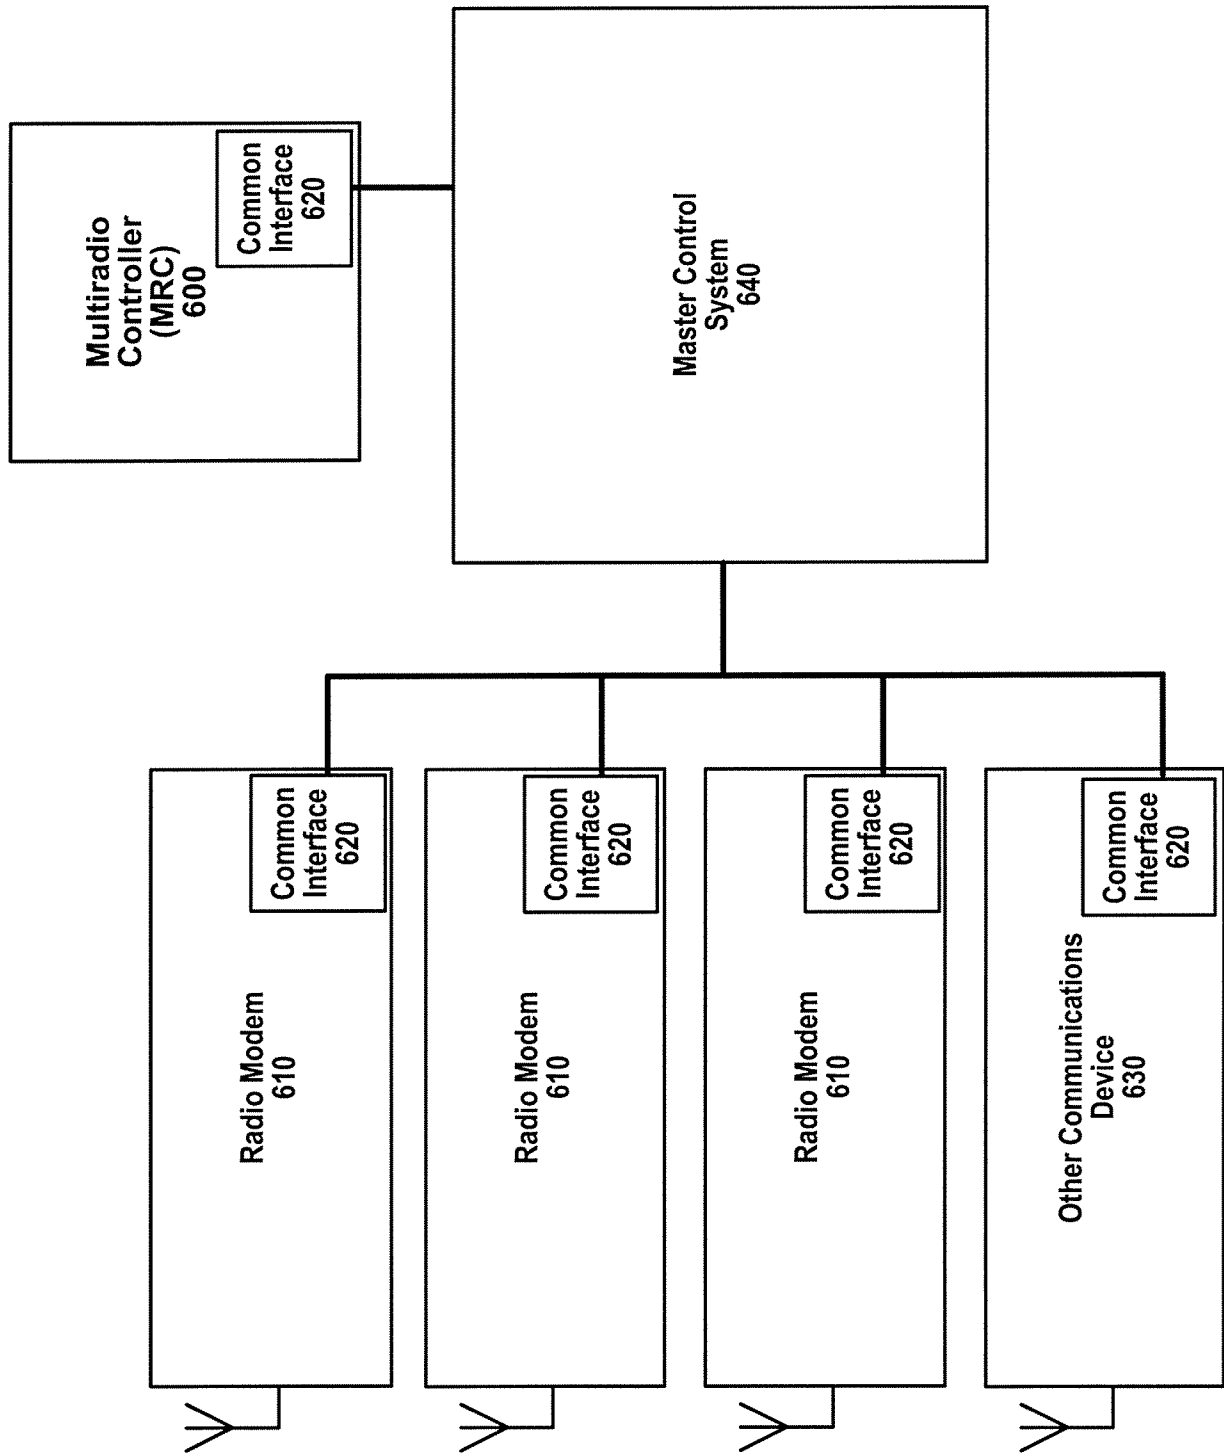 Multiradio
Controller
(MRC)
600
Common
Interface
620
Master Control
System
640
Common
Interface
620
Radio Modem
610
Common
Interface
620
Radio Modem
610
Common
Interface
620
Radio Modem
610
Common
Interface
620
Other Communications
Device
630